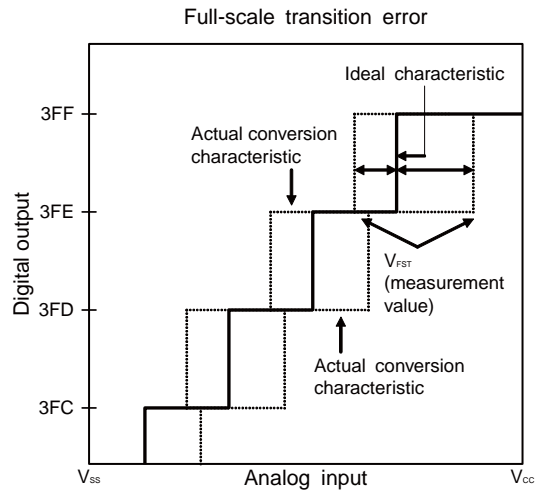 Full-scale transition error
Ideal characteristic
3FF
Actual conversion
characteristic
3FE
VFST
(measurement
value)
Digital output
3FD
Actual conversion
characteristic
3FC
VSS
Analog input
VCC